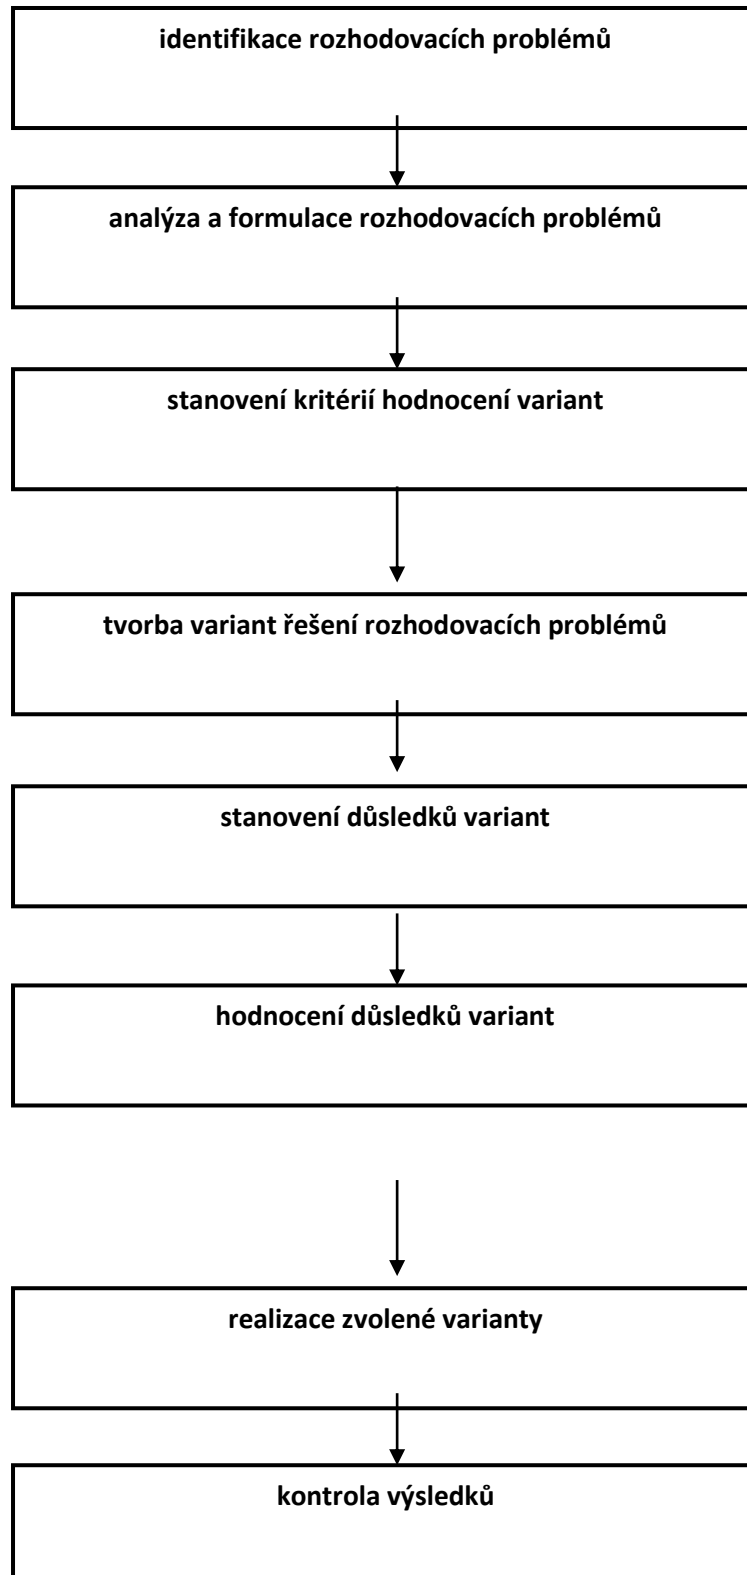 identifikace rozhodovacích problémů
analýza a formulace rozhodovacích problémů
stanovení kritérií hodnocení variant
tvorba variant řešení rozhodovacích problémů
stanovení důsledků variant
hodnocení důsledků variant
realizace zvolené varianty
kontrola výsledků